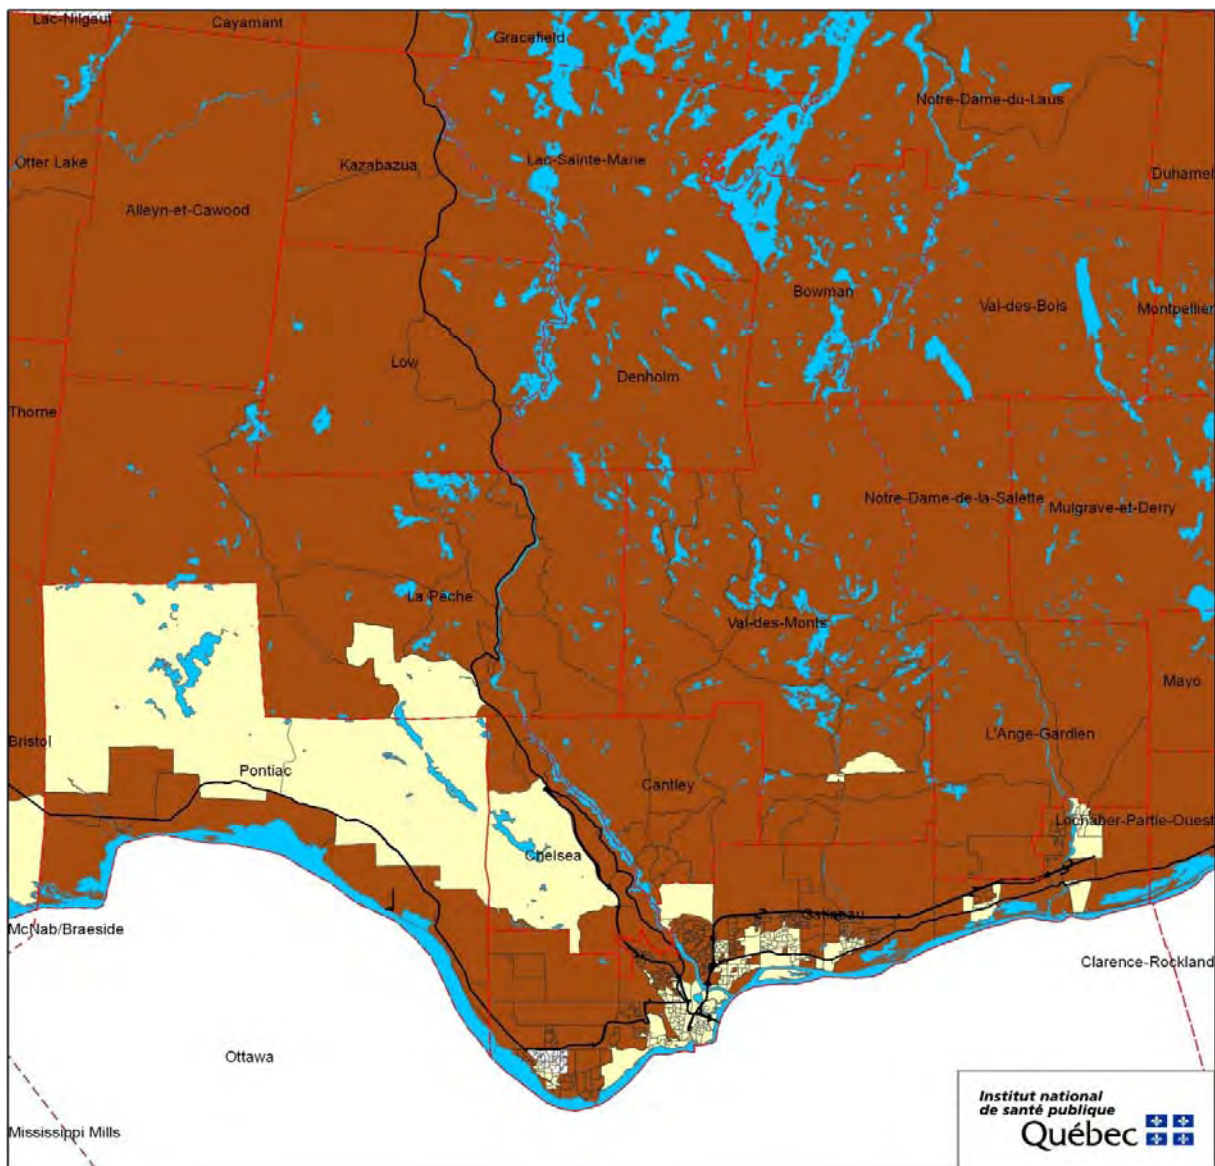 Lac-Nilgaut
Cayamant
Gracefield
Notre-Dame-du-Laus
Otter Lake
Kazabazua
Lac-Sainte-Marie
Duhamel
Alleyn-et-Cawood
Bowman
Val-des-Bois
Montpellier
Low
Denholm
Thorne
Notre-Dame-de-la-Salette
Mulgrave-et-Derry
La Pêche
Val-des-Monts
Mayo
Bristol
L'Ange-Gardien
Pontiac
Cantley
Lochaber-Partie-Ouest
Chelsea
Gatineau
McNab/Braeside
Clarence-Rockland
Ottawa
Mississippi Mills
Institut national
de santé publique
Québec